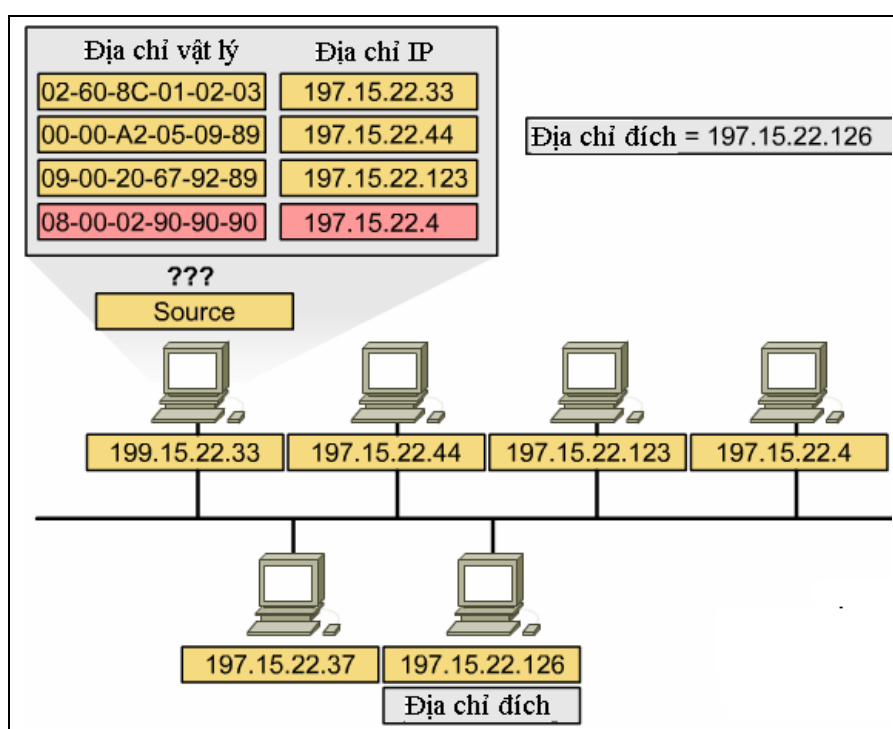 Địa chỉ vật lý Địa chỉ IP
02-60-8C-01-02-03 197.15.22.33
00-00-A2-05-09-89 197.15.22.44
Địa chỉ đích = 197.15.22.126
09-00-20-67-92-89 197.15.22.123
08-00-02-90-90-90 197.15.22.4
???
Source
199.15.22.33 197.15.22.44 197.15.22.123 197.15.22.4
197.15.22.37 197.15.22.126
Địa chỉ đích